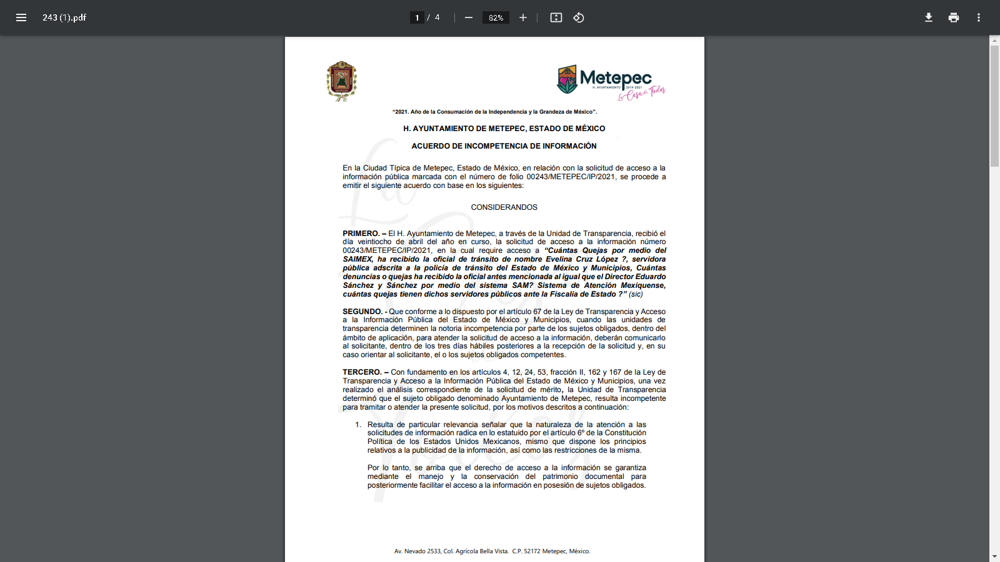 243 (1).pdf
1 / 4
82%
Metepec
H. AYUNTAMIENTO 2019-2021
La Casa de Todos
“2021. Año de la Consumación de la Independencia y la Grandeza de México”.
H. AYUNTAMIENTO DE METEPEC, ESTADO DE MÉXICO
ACUERDO DE INCOMPETENCIA DE INFORMACIÓN
En la Ciudad Típica de Metepec, Estado de México, en relación con la solicitud de acceso a la
información pública marcada con el número de folio 00243/METEPEC/IP/2021, se procede a
emitir el siguiente acuerdo con base en los siguientes:
CONSIDERANDOS
PRIMERO. – El H. Ayuntamiento de Metepec, a través de la Unidad de Transparencia, recibió el
día veintiocho de abril del año en curso, la solicitud de acceso a la información número
00243/METEPEC/IP/2021, en la cual require acceso a “Cuántas Quejas por medio del
SAIMEX, ha recibido la oficial de tránsito de nombre Evelina Cruz López ?, servidora
pública adscrita a la policía de tránsito del Estado de México y Municipios, Cuántas
denuncias o quejas ha recibido la oficial antes mencionada al igual que el Director Eduardo
Sánchez y Sánchez por medio del sistema SAM? Sistema de Atención Mexiquense,
cuántas quejas tienen dichos servidores públicos ante la Fiscalía de Estado ?” (sic)
SEGUNDO. - Que conforme a lo dispuesto por el artículo 67 de la Ley de Transparencia y Acceso
a la Información Pública del Estado de México y Municipios, cuando las unidades de
transparencia determinen la notoria incompetencia por parte de los sujetos obligados, dentro del
ámbito de aplicación, para atender la solicitud de acceso a la información, deberán comunicarlo
al solicitante, dentro de los tres días hábiles posteriores a la recepción de la solicitud y, en su
caso orientar al solicitante, el o los sujetos obligados competentes.
TERCERO. – Con fundamento en los artículos 4, 12, 24, 53, fracción II, 162 y 167 de la Ley de
Transparencia y Acceso a la Información Pública del Estado de México y Municipios, una vez
realizado el análisis correspondiente de la solicitud de mérito, la Unidad de Transparencia
determinó que el sujeto obligado denominado Ayuntamiento de Metepec, resulta incompetente
para tramitar o atender la presente solicitud, por los motivos descritos a continuación:
1. Resulta de particular relevancia señalar que la naturaleza de la atención a las
solicitudes de información radica en lo estatuido por el artículo 6º de la Constitución
Política de los Estados Unidos Mexicanos, mismo que dispone los principios
relativos a la publicidad de la información, así como las restricciones de la misma.
Por lo tanto, se arriba que el derecho de acceso a la información se garantiza
mediante el manejo y la conservación del patrimonio documental para
posteriormente facilitar el acceso a la información en posesión de sujetos obligados.
Av. Nevado 2533, Col. Agrícola Bella Vista. C.P. 52172 Metepec, México.